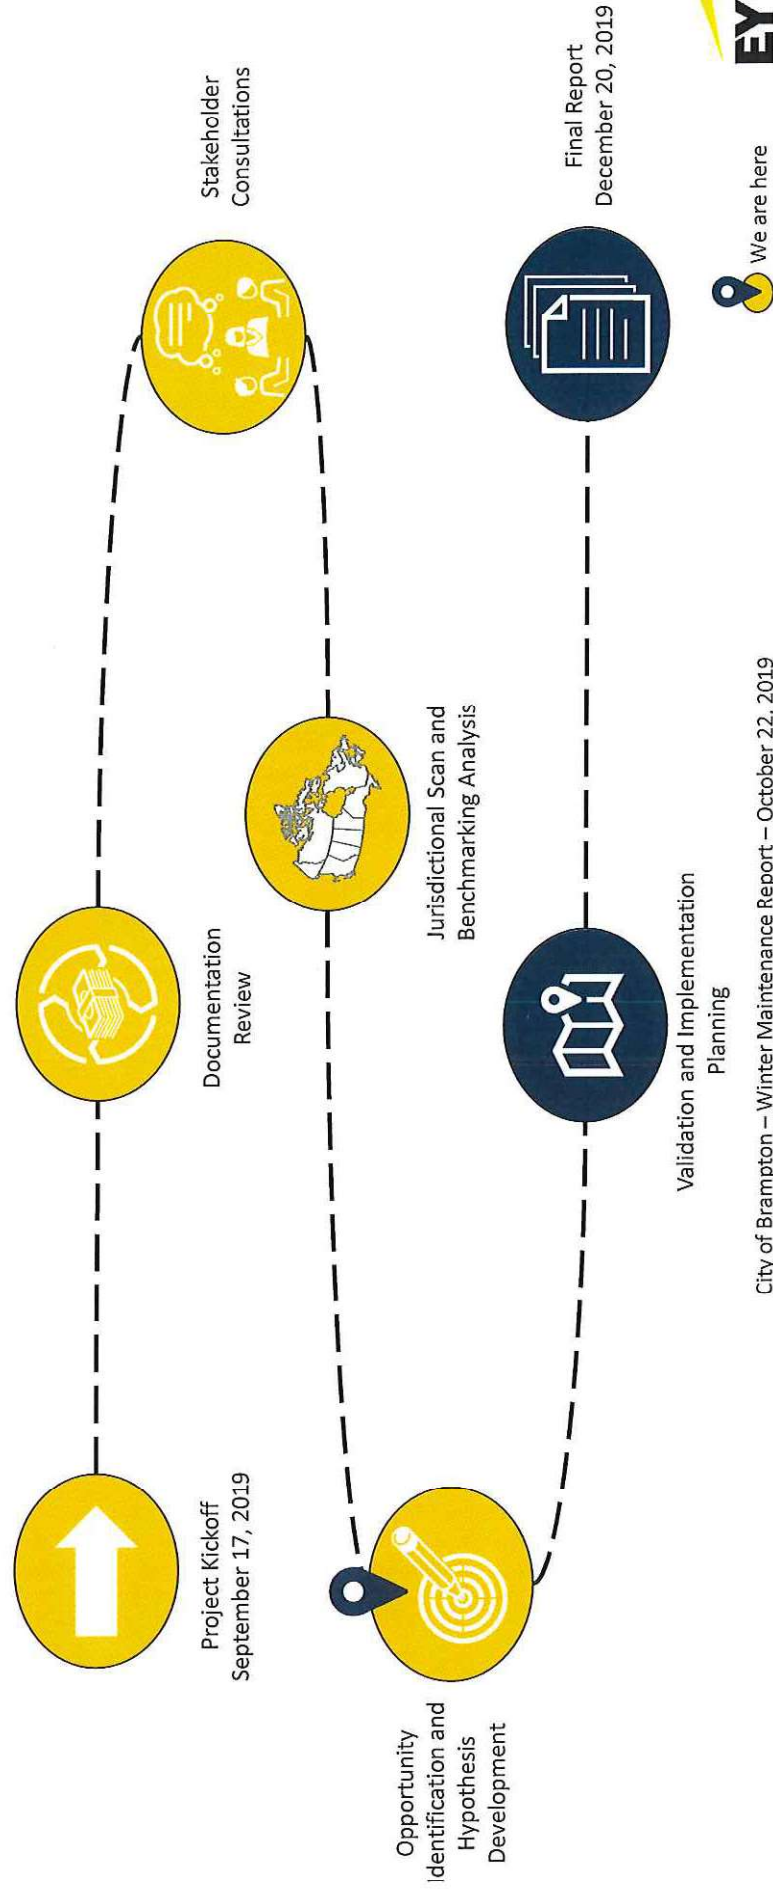 Project Kickoff
September 17, 2019
Documentation
Review
Stakeholder
Consultations
Jurisdictional Scan and
Benchmarking Analysis
Opportunity
Identification and
Hypothesis
Development
Validation and Implementation
Planning
Final Report
December 20, 2019
We are here
City of Brampton – Winter Maintenance Report – October 22, 2019
EY